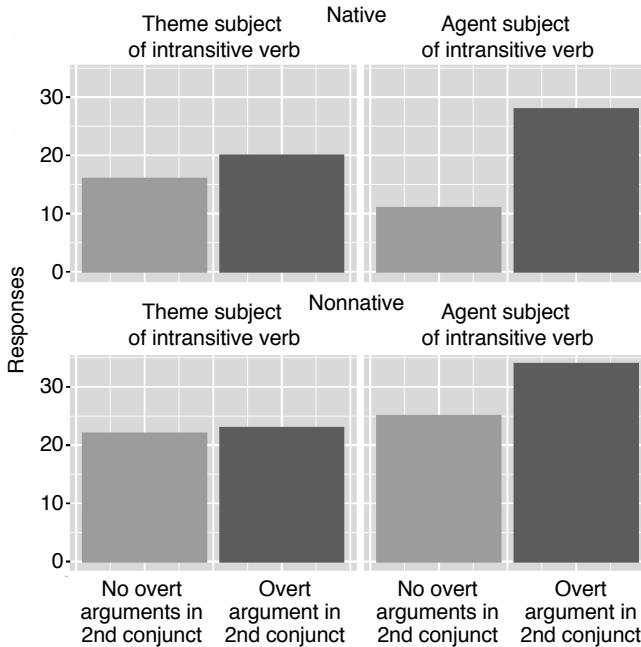 Native
Theme subject
of intransitive verb
Agent subject
of intransitive verb
30
20
10
0
Responses
Nonnative
Theme subject
of intransitive verb
Agent subject
of intransitive verb
30
20
10
0
No overt
arguments in
2nd conjunct
Overt
argument in
2nd conjunct
No overt
arguments in
2nd conjunct
Overt
argument in
2nd conjunct